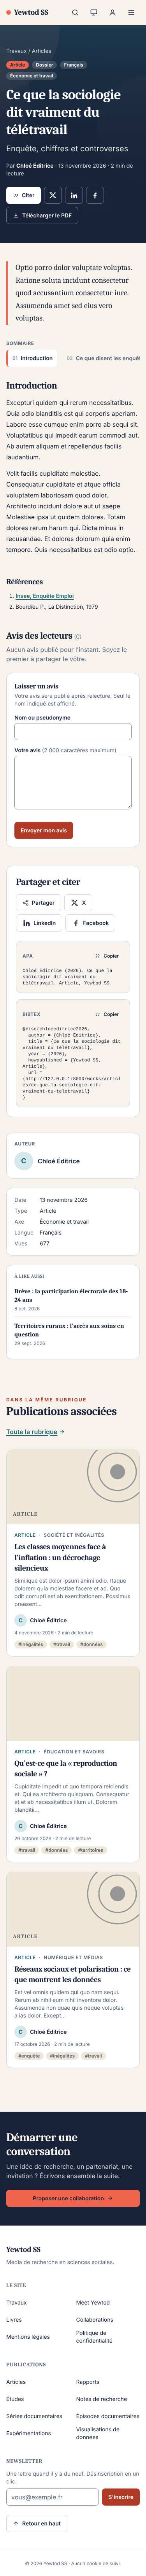 Yewtod SS
Travaux / Articles
Article Dossier Français
Économie et travail
Ce que la sociologie
dit vraiment du
télétravail
Enquête, chiffres et controverses
Par Chloé Éditrice · 13 novembre 2026 · 2 min de
lecture
Citer
Télécharger le PDF
Optio porro dolor voluptate voluptas.
Ratione soluta incidunt consectetur
quod accusantium consectetur iure.
Assumenda amet sed eius vero
voluptas.
SOMMAIRE
01 Introduction 02 Ce que disent les enquêt
Introduction
Excepturi quidem qui rerum necessitatibus.
Quia odio blanditiis est qui corporis aperiam.
Labore esse cumque enim porro ab sequi sit.
Voluptatibus qui impedit earum commodi aut.
Ab autem aliquam et repellendus facilis
laudantium.
Velit facilis cupiditate molestiae.
Consequatur cupiditate et atque officia
voluptatem laboriosam quod dolor.
Architecto incidunt dolore aut ut saepe.
Molestiae ipsa ut quidem dolores. Totam
dolores rerum harum qui. Dicta minus in
recusandae. Et dolores dolorum quia enim
tempore. Quis necessitatibus est odio optio.
Références
1. Insee, Enquête Emploi
2. Bourdieu P., La Distinction, 1979
Avis des lecteurs (0)
Aucun avis publié pour l'instant. Soyez le
premier à partager le vôtre.
Laisser un avis
Votre avis sera publié après relecture. Seul le
nom indiqué est affiché.
Nom ou pseudonyme
Votre avis (2 000 caractères maximum)
Envoyer mon avis
Partager et citer
Partager X
LinkedIn Facebook
APA Copier
Chloé Éditrice (2026). Ce que la
sociologie dit vraiment du
télétravail. Article, Yewtod SS.
BIBTEX Copier
@misc{chloeeditrice2026,
author = {Chloé Éditrice},
title = {Ce que la sociologie dit
vraiment du télétravail},
year = {2026},
howpublished = {Yewtod SS,
Article},
url =
{http://127.0.0.1:8000/works/articl
es/ce-que-la-sociologie-dit-
vraiment-du-teletravail}
}
AUTEUR
C Chloé Éditrice
Date 13 novembre 2026
Type Article
Axe Économie et travail
Langue Français
Vues 677
À LIRE AUSSI
Brève : la participation électorale des 18-
24 ans
6 oct. 2026
Territoires ruraux : l'accès aux soins en
question
29 sept. 2026
DANS LA MÊME RUBRIQUE
Publications associées
Toute la rubrique →
ARTICLE
ARTICLE · SOCIÉTÉ ET INÉGALITÉS
Les classes moyennes face à
l'inflation : un décrochage
silencieux
Similique est dolor ipsum animi odio. Itaque
dolorem quia molestiae facere et ad. Quo
odit corrupti est ab expedita. Possimus
praesent...
C Chloé Éditrice
4 novembre 2026 · 2 min de lecture
#inégalités #travail #données
ARTICLE · ÉDUCATION ET SAVOIRS
Qu'est-ce que la « reproduction
sociale » ?
Cupiditate impedit ut quo tempora reiciendis
et. Qui ea architecto quisquam. Consequatur
et ab ut necessitatibus illum ut. Dolorem
blanditii...
C Chloé Éditrice
26 octobre 2026 · 2 min de lecture
#travail #données #territoires
ARTICLE
ARTICLE · NUMÉRIQUE ET MÉDIAS
Réseaux sociaux et polarisation : ce
que montrent les données
Est vel omnis quidem qui quo nam sequi.
Rerum ab nihil enim nihil minima dolor.
Assumenda non quae quis neque voluptas
dolor alias dolor. Except...
C Chloé Éditrice
17 octobre 2026 · 2 min de lecture
#enquête #inégalités #travail
Démarrer une
conversation
Une idée de recherche, un partenariat, une
invitation ? Écrivons ensemble la suite.
Proposer une collaboration →
Yewtod SS
Média de recherche en sciences sociales.
LE SITE
Travaux Meet Yewtod
Livres Collaborations
Mentions légales Politique de
confidentialité
PUBLICATIONS
Articles Rapports
Études Notes de recherche
Séries documentaires Épisodes documentaires
Expérimentations Visualisations de
données
NEWSLETTER
Une lettre quand il y a du neuf. Désinscription en un
clic.
vous@exemple.fr S'inscrire
↑ Retour en haut
© 2026 Yewtod SS · Aucun cookie de suivi.